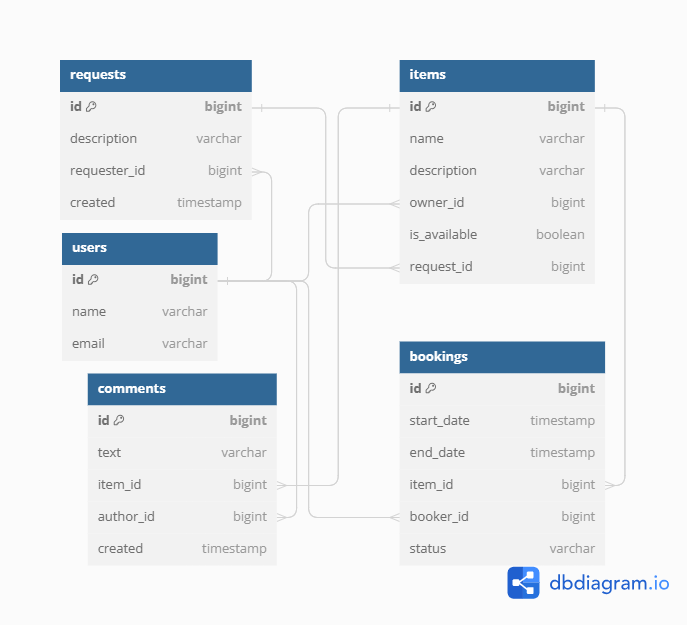 requests
id bigint
description varchar
requester_id bigint
created timestamp
users
id bigint
name varchar
email varchar
comments
id bigint
text varchar
item_id bigint
author_id bigint
created timestamp
items
id bigint
name varchar
description varchar
owner_id bigint
is_available boolean
request_id bigint
bookings
id bigint
start_date timestamp
end_date timestamp
item_id bigint
booker_id bigint
status varchar
dbdiagram.io